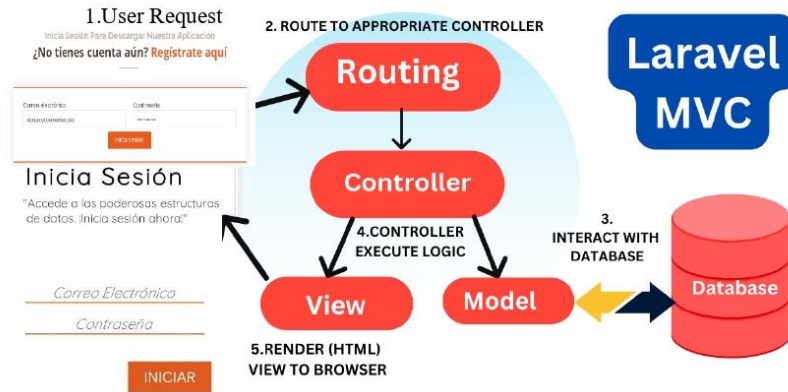 1.User Request
Inicia Sesión Para Descargar Nuestra Aplicación
¿No tienes cuenta aún? Regístrate aquí
Correo electrónico
Contraseña
Inicia sesión
Inicia Sesión
"Accede a las poderosas estructuras
de datos. ¡Inicia sesión ahora!"
Correo Electrónico
Contraseña
INICIAR
2. ROUTE TO APPROPRIATE CONTROLLER
Routing
Controller
4.CONTROLLER
EXECUTE LOGIC
View
Model
5.RENDER (HTML)
VIEW TO BROWSER
Laravel
MVC
3.
INTERACT WITH
DATABASE
Database